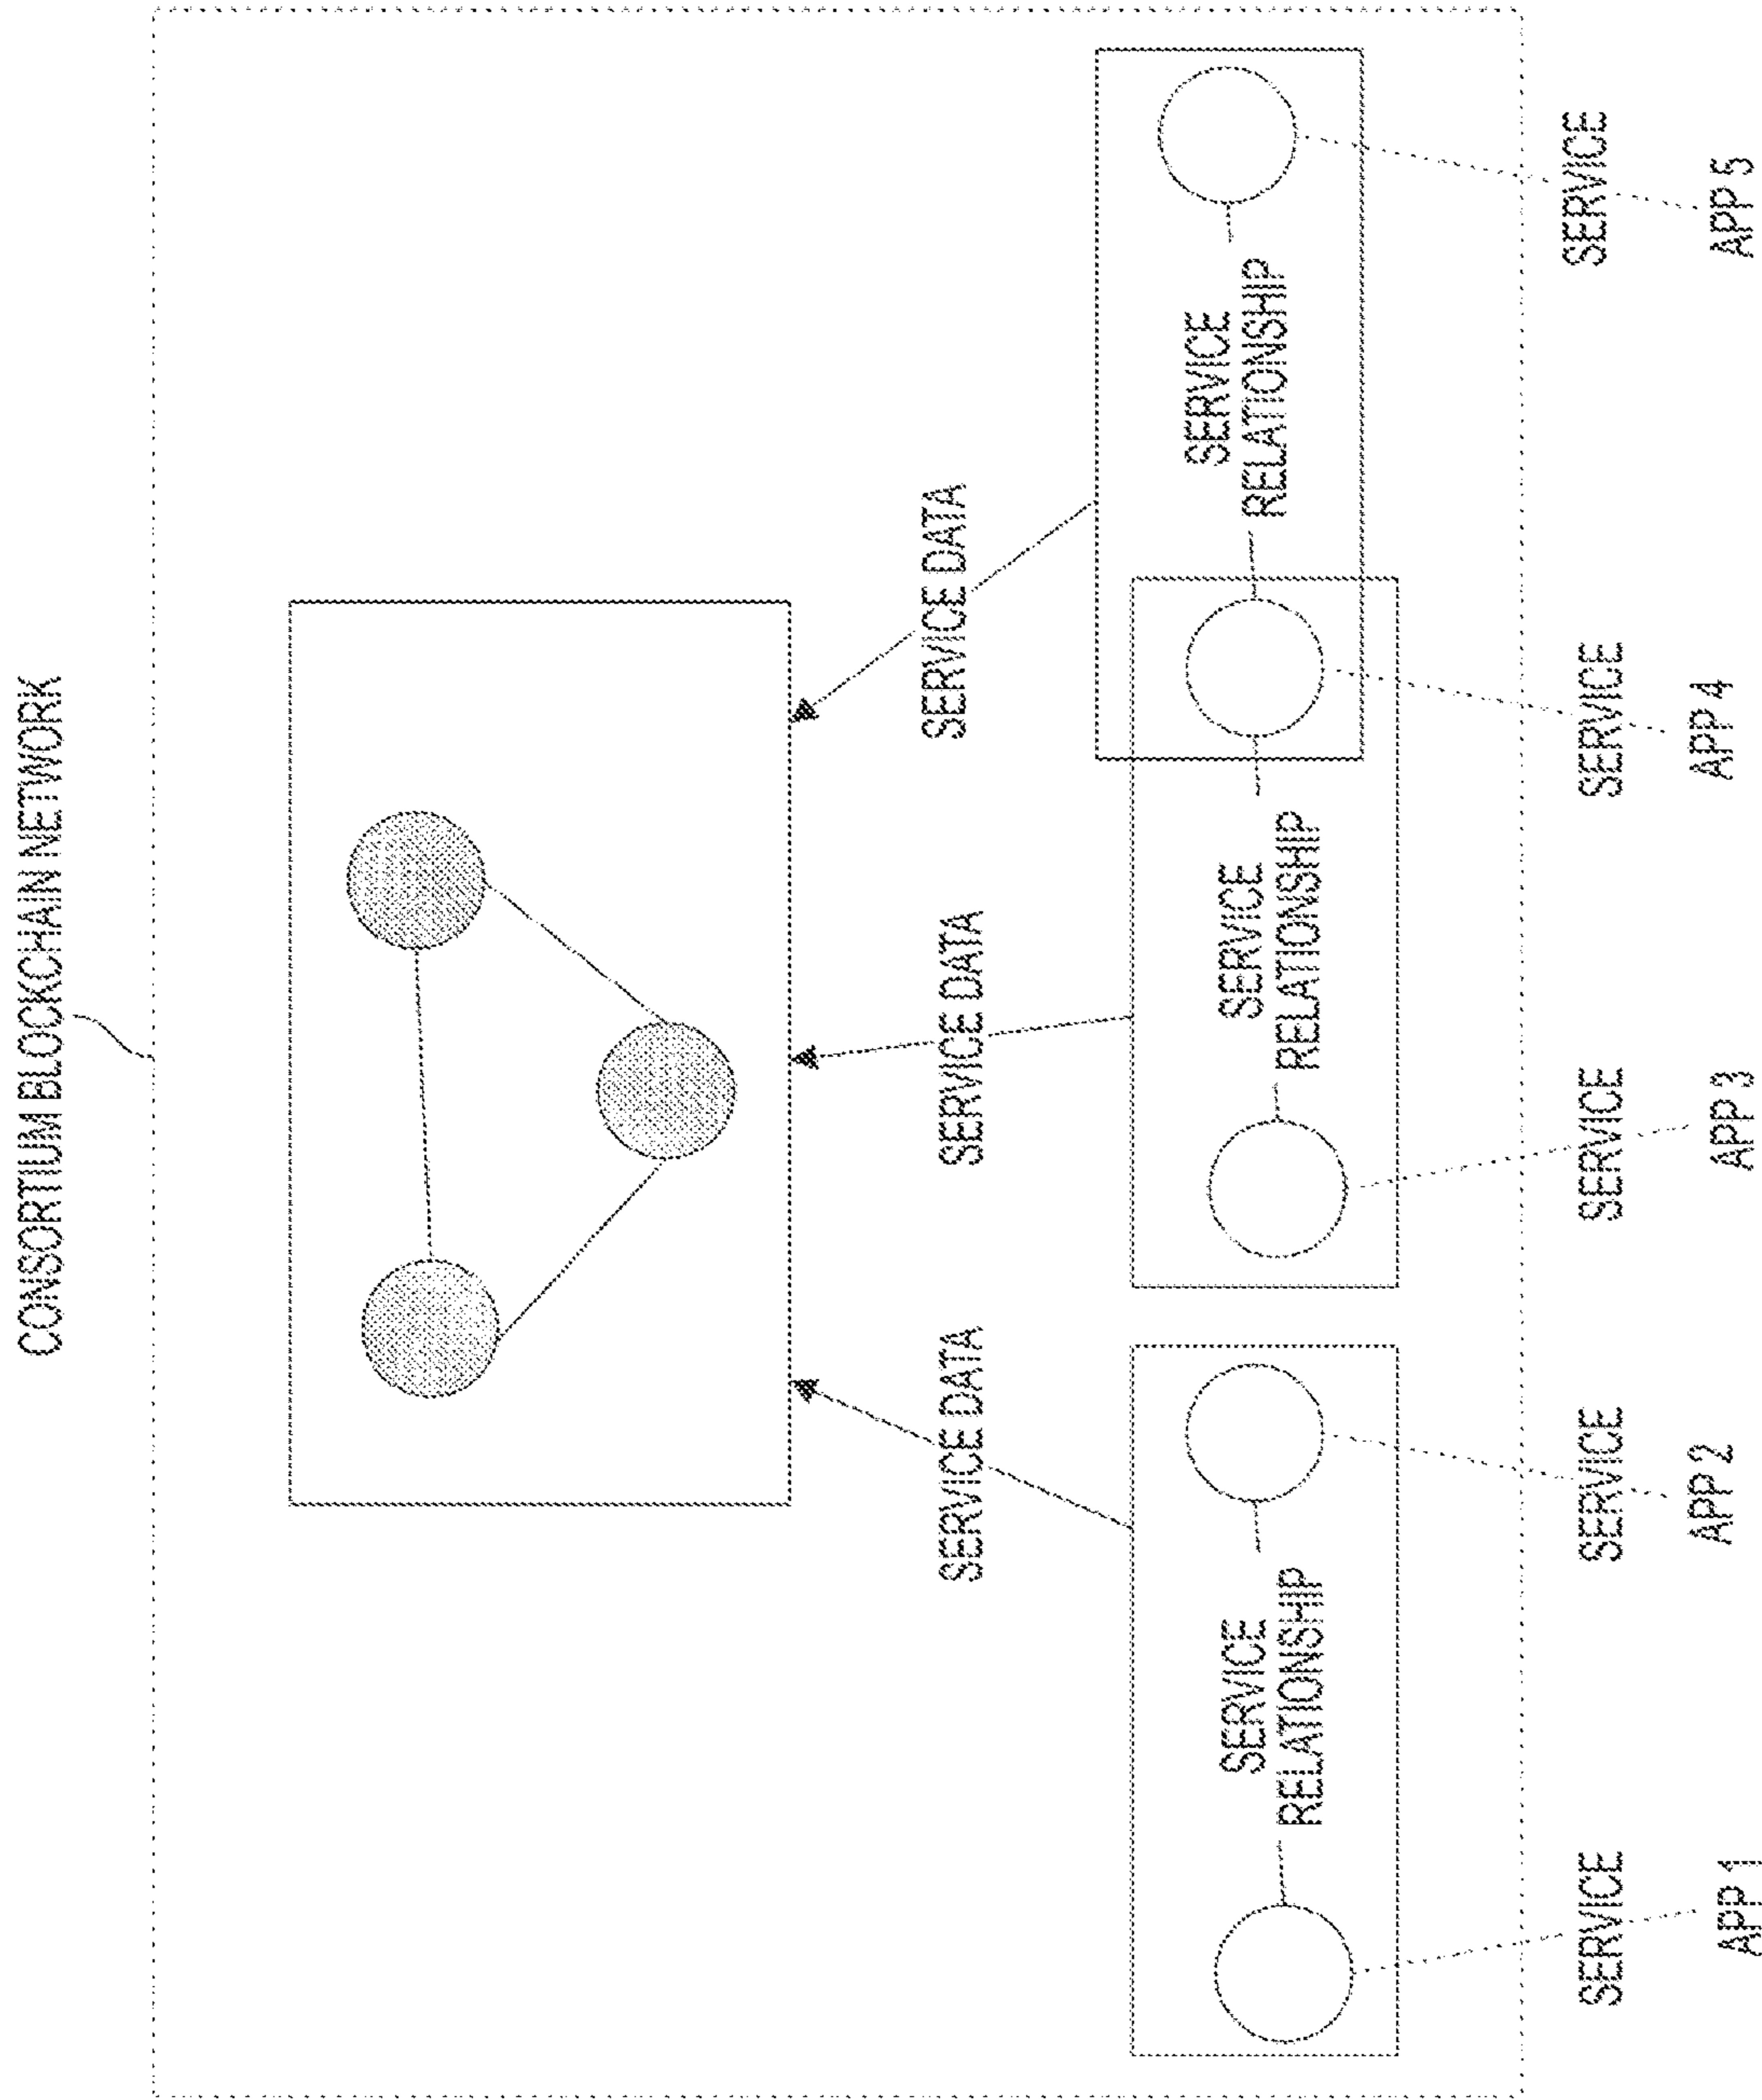 CONSORTIUM BLOCKCHAIN NETWORK
SERVICE DATA
SERVICE DATA
SERVICE DATA
SERVICE
RELATIONSHIP
SERVICE
RELATIONSHIP
SERVICE
RELATIONSHIP
SERVICE
SERVICE
SERVICE
SERVICE
SERVICE
APP 1
APP 2
APP 3
APP 4
APP 5